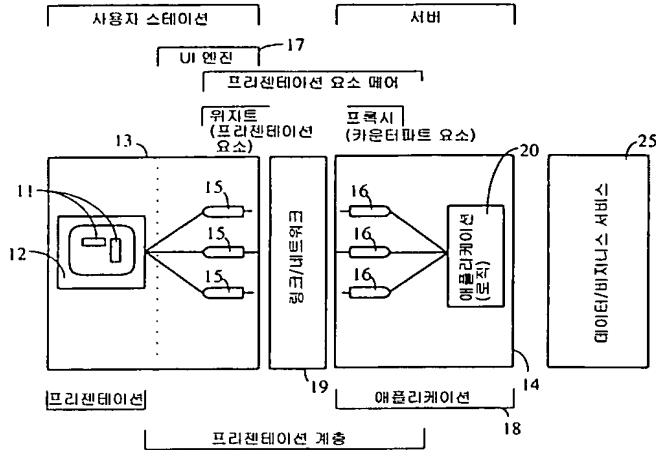 사용자 스테이션
서버
UI 엔진
17
프리젠테이션 요소 페어
위지트
(프리젠테이션
요소)
프록시
(카운터파트 요소)
13
20
25
11
12
15
15
15
16
16
16
링크/네트워크
애플리케이션
(로직)
데이터/비지니스 서비스
19
14
프리젠테이션
애플리케이션
18
프리젠테이션 계층